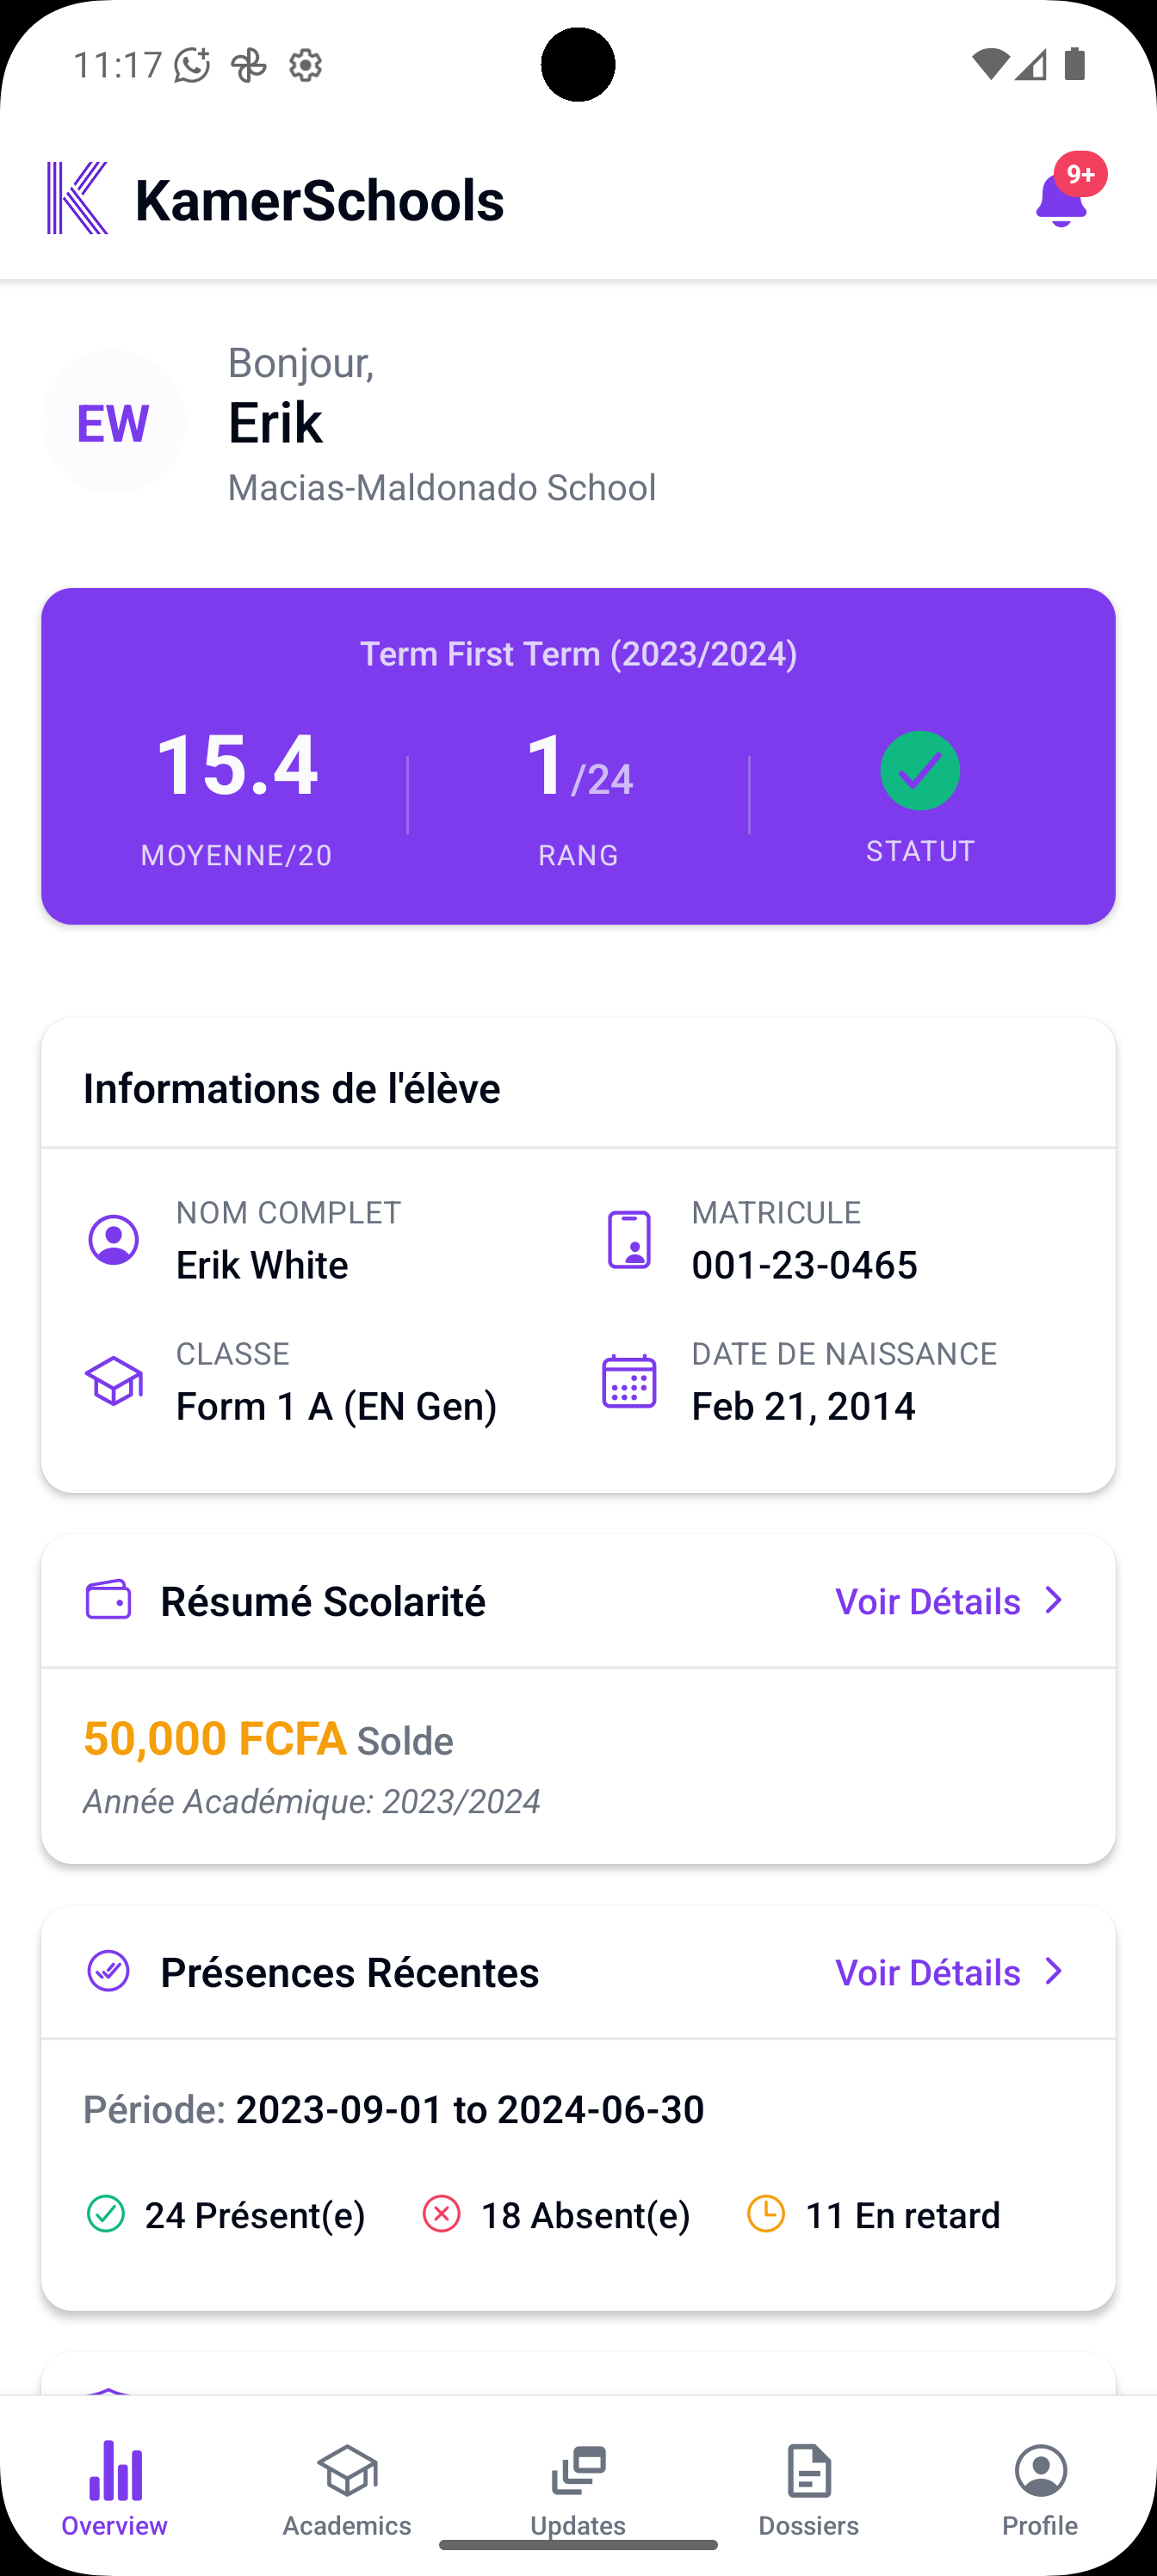 11:17
KamerSchools
9+
EW
Bonjour,
Erik
Macias-Maldonado School
Term First Term (2023/2024)
15.4
1/24
MOYENNE/20
RANG
STATUT
Informations de l'élève
NOM COMPLET
Erik White
MATRICULE
001-23-0465
CLASSE
Form 1 A (EN Gen)
DATE DE NAISSANCE
Feb 21, 2014
Résumé Scolarité
Voir Détails
50,000 FCFA Solde
Année Académique: 2023/2024
Présences Récentes
Voir Détails
Période: 2023-09-01 to 2024-06-30
24 Présent(e)
18 Absent(e)
11 En retard
Overview
Academics
Updates
Dossiers
Profile